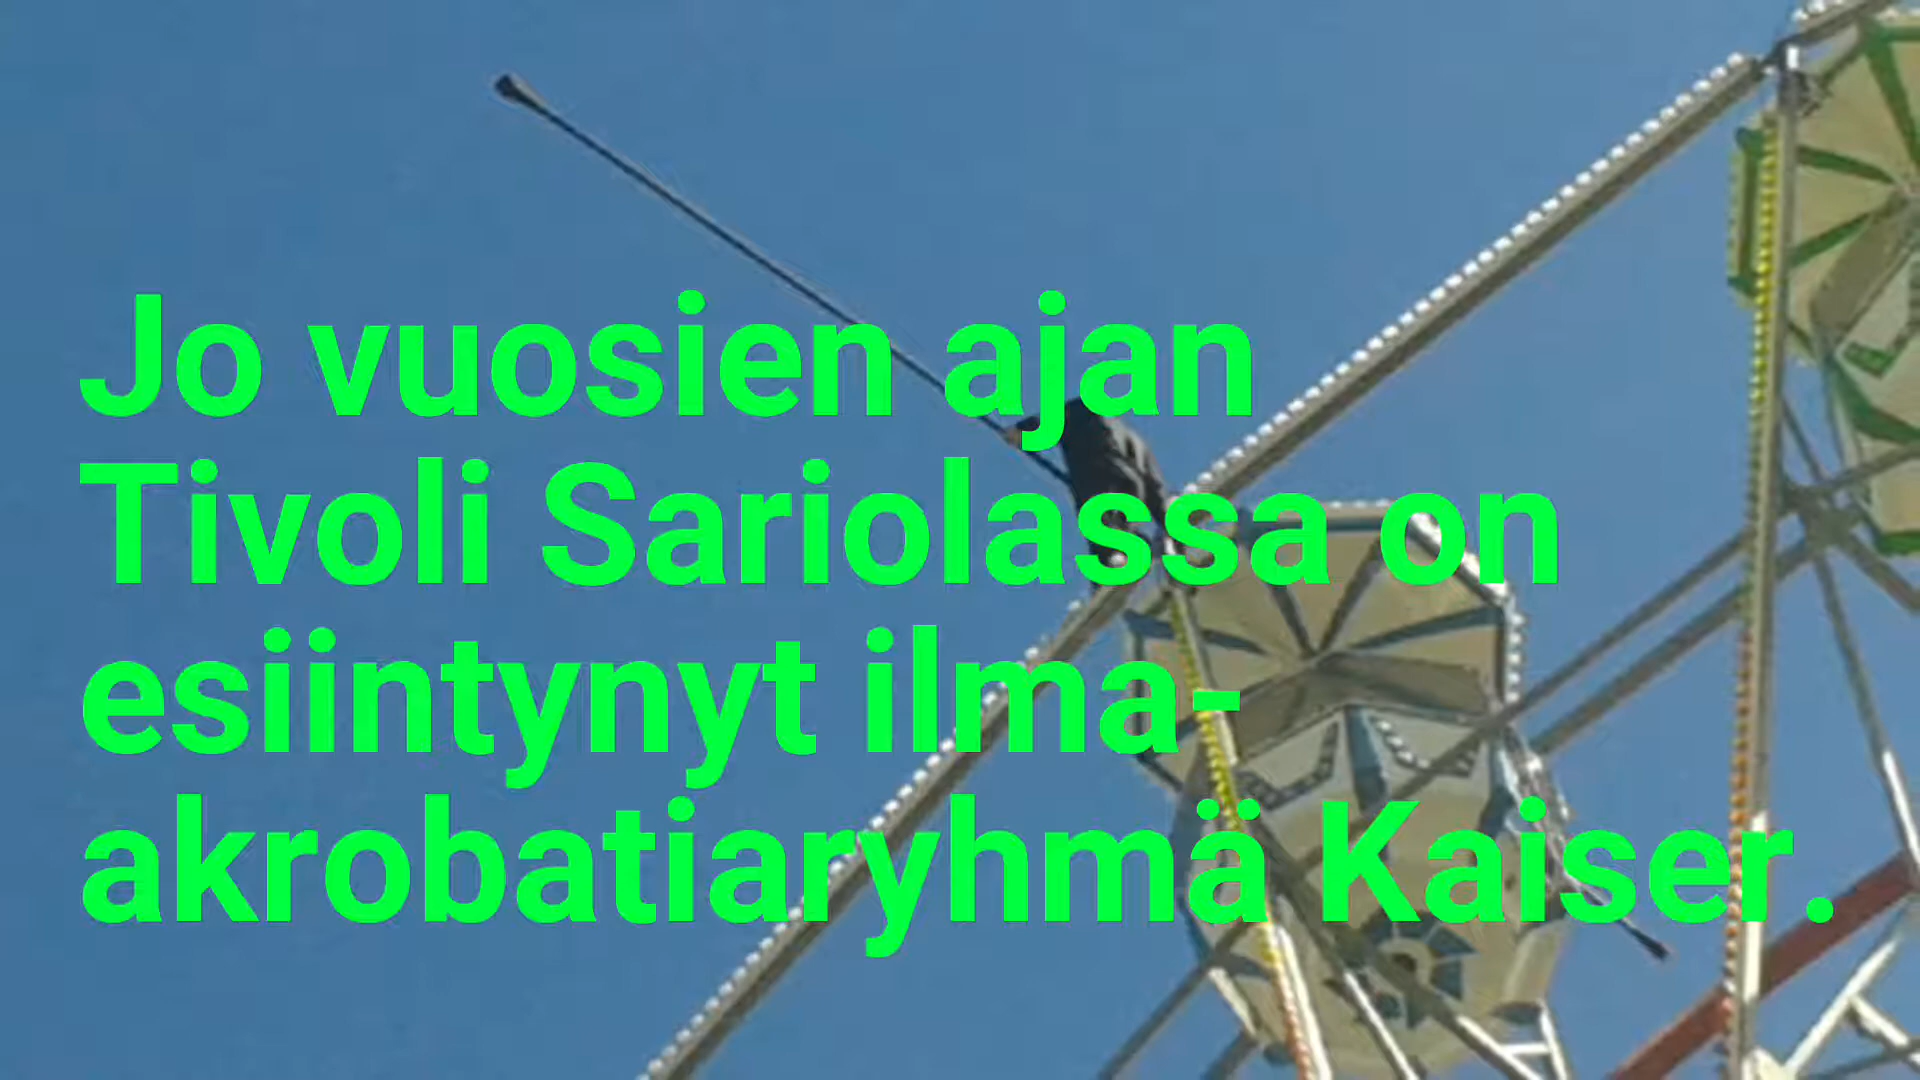 Jo vuosien ajan
Tivoli Sariolassa on
esiintynyt ilma-
akrobatiaryhmä Kaiser.